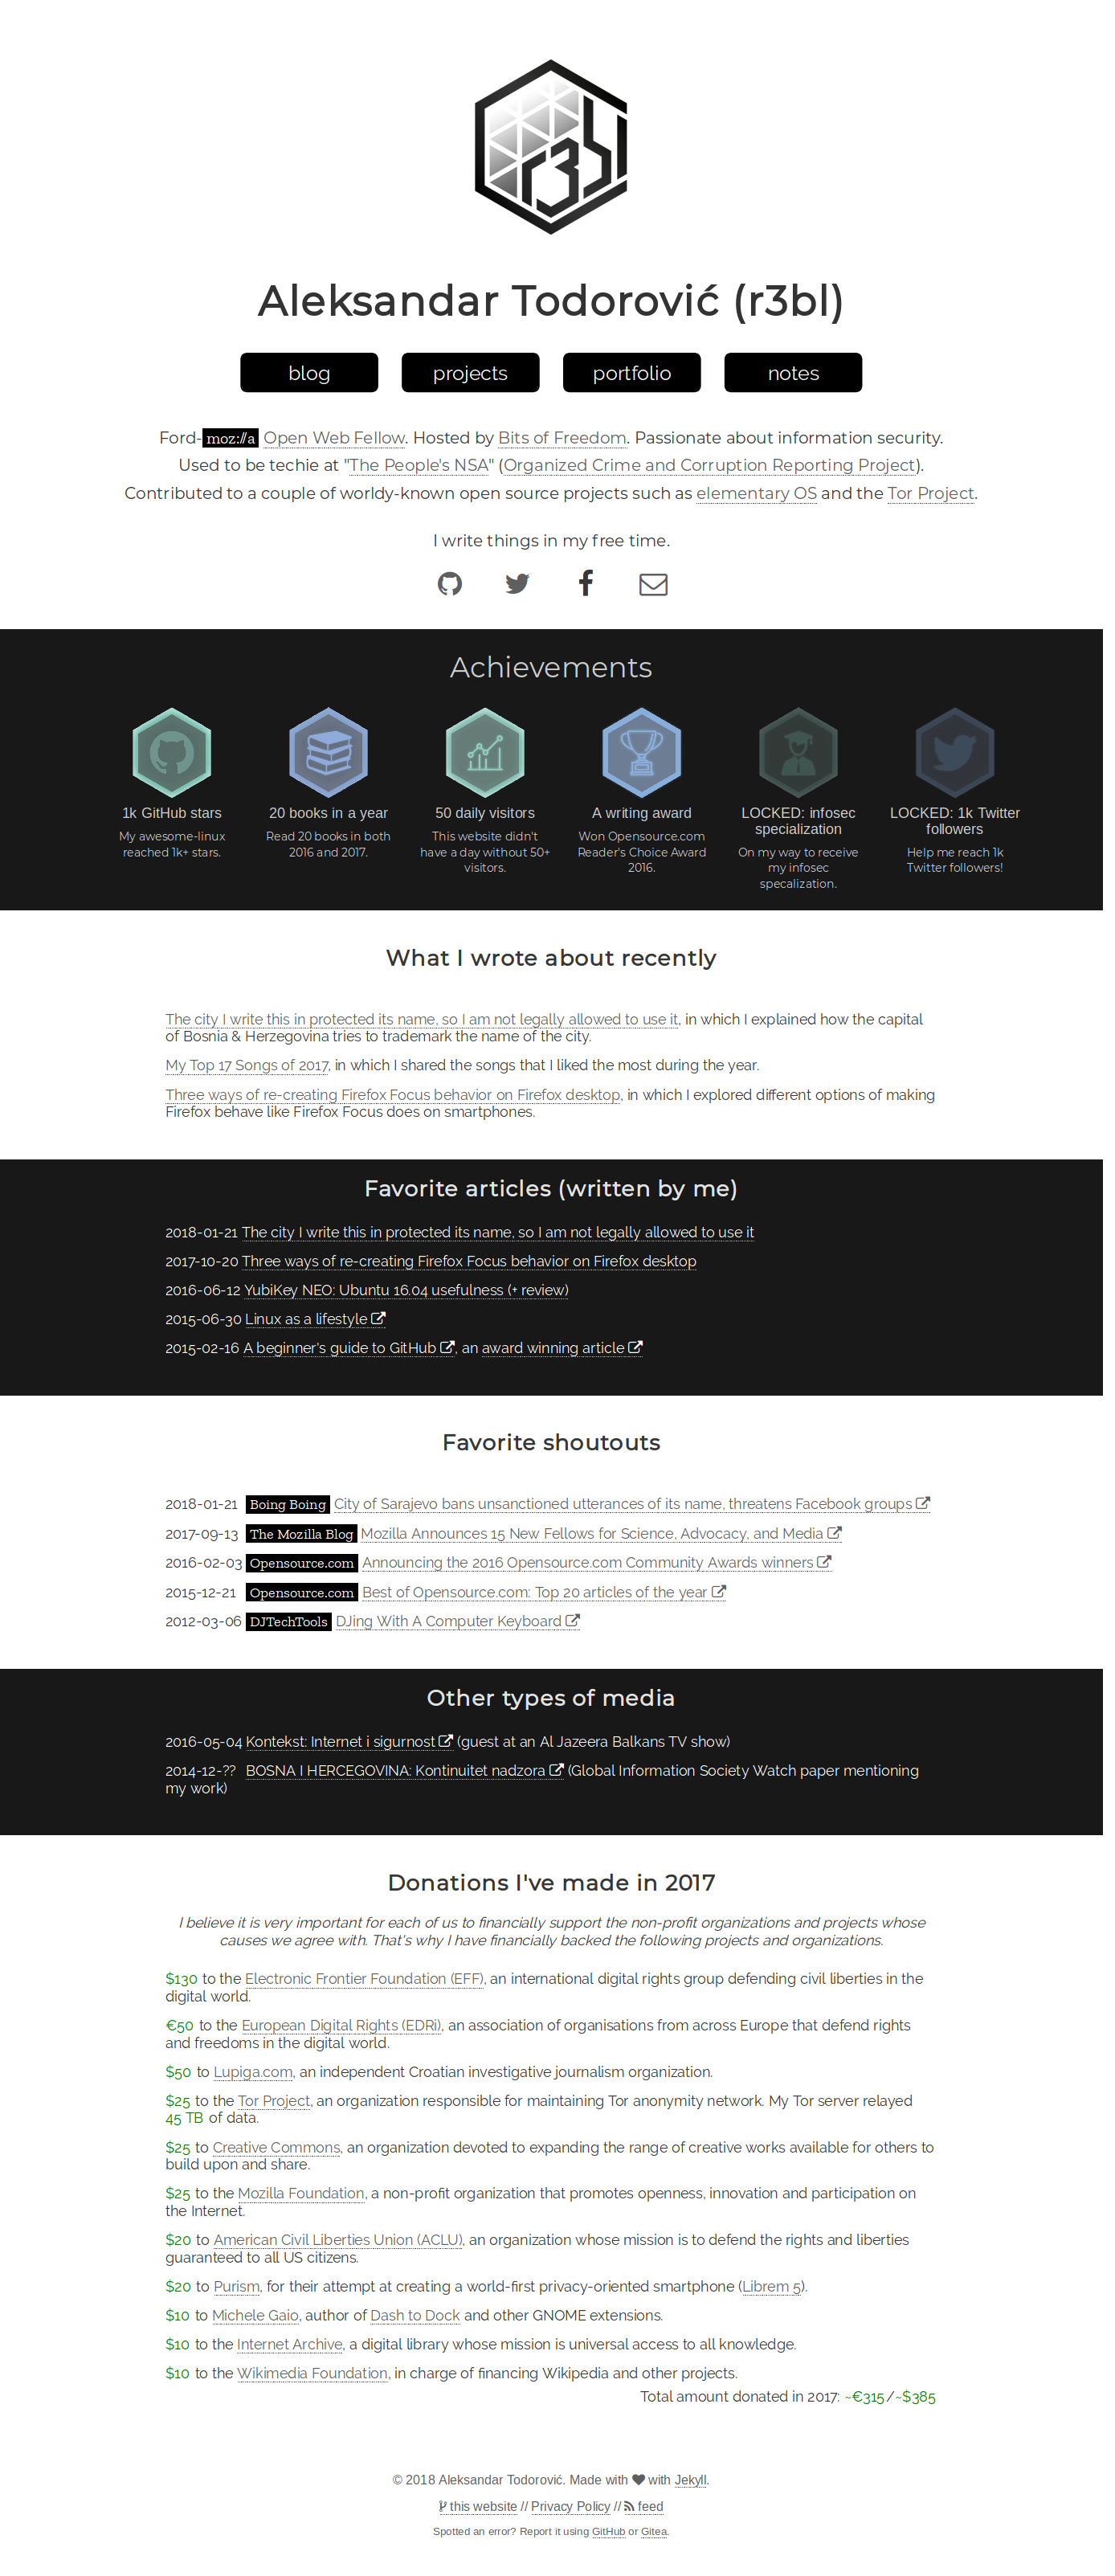 r3bl
Aleksandar Todorović (r3bl)
blog projects portfolio notes
Ford-moz://a Open Web Fellow. Hosted by Bits of Freedom. Passionate about information security.
Used to be techie at "The People's NSA" (Organized Crime and Corruption Reporting Project).
Contributed to a couple of worldy-known open source projects such as elementary OS and the Tor Project.
I write things in my free time.
Achievements
1k GitHub stars
My awesome-linux
reached 1k+ stars.
20 books in a year
Read 20 books in both
2016 and 2017.
50 daily visitors
This website didn't
have a day without 50+
visitors.
A writing award
Won Opensource.com
Reader's Choice Award
2016.
LOCKED: infosec
specialization
On my way to receive
my infosec
specalization.
LOCKED: 1k Twitter
followers
Help me reach 1k
Twitter followers!
What I wrote about recently
The city I write this in protected its name, so I am not legally allowed to use it, in which I explained how the capital
of Bosnia & Herzegovina tries to trademark the name of the city.
My Top 17 Songs of 2017, in which I shared the songs that I liked the most during the year.
Three ways of re-creating Firefox Focus behavior on Firefox desktop, in which I explored different options of making
Firefox behave like Firefox Focus does on smartphones.
Favorite articles (written by me)
2018-01-21 The city I write this in protected its name, so I am not legally allowed to use it
2017-10-20 Three ways of re-creating Firefox Focus behavior on Firefox desktop
2016-06-12 YubiKey NEO: Ubuntu 16.04 usefulness (+ review)
2015-06-30 Linux as a lifestyle
2015-02-16 A beginner's guide to GitHub, an award winning article
Favorite shoutouts
2018-01-21 Boing Boing City of Sarajevo bans unsanctioned utterances of its name, threatens Facebook groups
2017-09-13 The Mozilla Blog Mozilla Announces 15 New Fellows for Science, Advocacy, and Media
2016-02-03 Opensource.com Announcing the 2016 Opensource.com Community Awards winners
2015-12-21 Opensource.com Best of Opensource.com: Top 20 articles of the year
2012-03-06 DJTechTools DJing With A Computer Keyboard
Other types of media
2016-05-04 Kontekst: Internet i sigurnost (guest at an Al Jazeera Balkans TV show)
2014-12-?? BOSNA I HERCEGOVINA: Kontinuitet nadzora (Global Information Society Watch paper mentioning
my work)
Donations I've made in 2017
I believe it is very important for each of us to financially support the non-profit organizations and projects whose
causes we agree with. That's why I have financially backed the following projects and organizations.
$130 to the Electronic Frontier Foundation (EFF), an international digital rights group defending civil liberties in the
digital world.
€50 to the European Digital Rights (EDRi), an association of organisations from across Europe that defend rights
and freedoms in the digital world.
$50 to Lupiga.com, an independent Croatian investigative journalism organization.
$25 to the Tor Project, an organization responsible for maintaining Tor anonymity network. My Tor server relayed
45 TB of data.
$25 to Creative Commons, an organization devoted to expanding the range of creative works available for others to
build upon and share.
$25 to the Mozilla Foundation, a non-profit organization that promotes openness, innovation and participation on
the Internet.
$20 to American Civil Liberties Union (ACLU), an organization whose mission is to defend the rights and liberties
guaranteed to all US citizens.
$20 to Purism, for their attempt at creating a world-first privacy-oriented smartphone (Librem 5).
$10 to Michele Gaio, author of Dash to Dock and other GNOME extensions.
$10 to the Internet Archive, a digital library whose mission is universal access to all knowledge.
$10 to the Wikimedia Foundation, in charge of financing Wikipedia and other projects.
Total amount donated in 2017: ~€315/~$385
© 2018 Aleksandar Todorović. Made with ♥ with Jekyll.
this website // Privacy Policy // feed
Spotted an error? Report it using GitHub or Gitea.